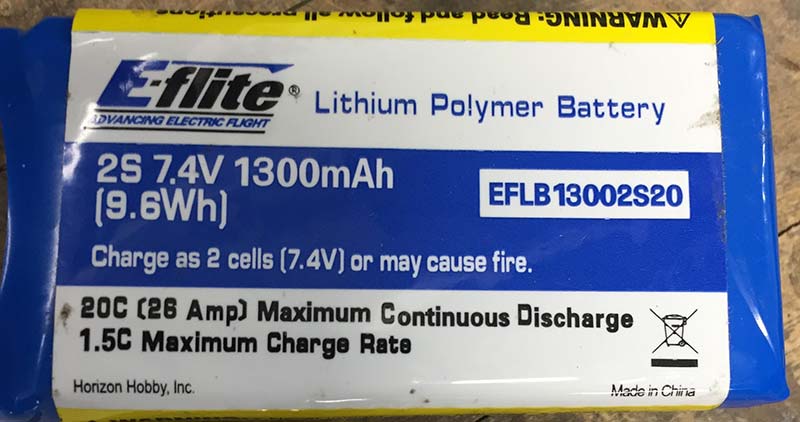 WARNING: Read and follow all precautions
E-flite®
ADVANCING ELECTRIC FLIGHT
Lithium Polymer Battery
2S 7.4V 1300mAh
(9.6Wh)
EFLB13002S20
Charge as 2 cells (7.4V) or may cause fire.
20C (26 Amp) Maximum Continuous Discharge
1.5C Maximum Charge Rate
Horizon Hobby, Inc.
Made in China
WARNING